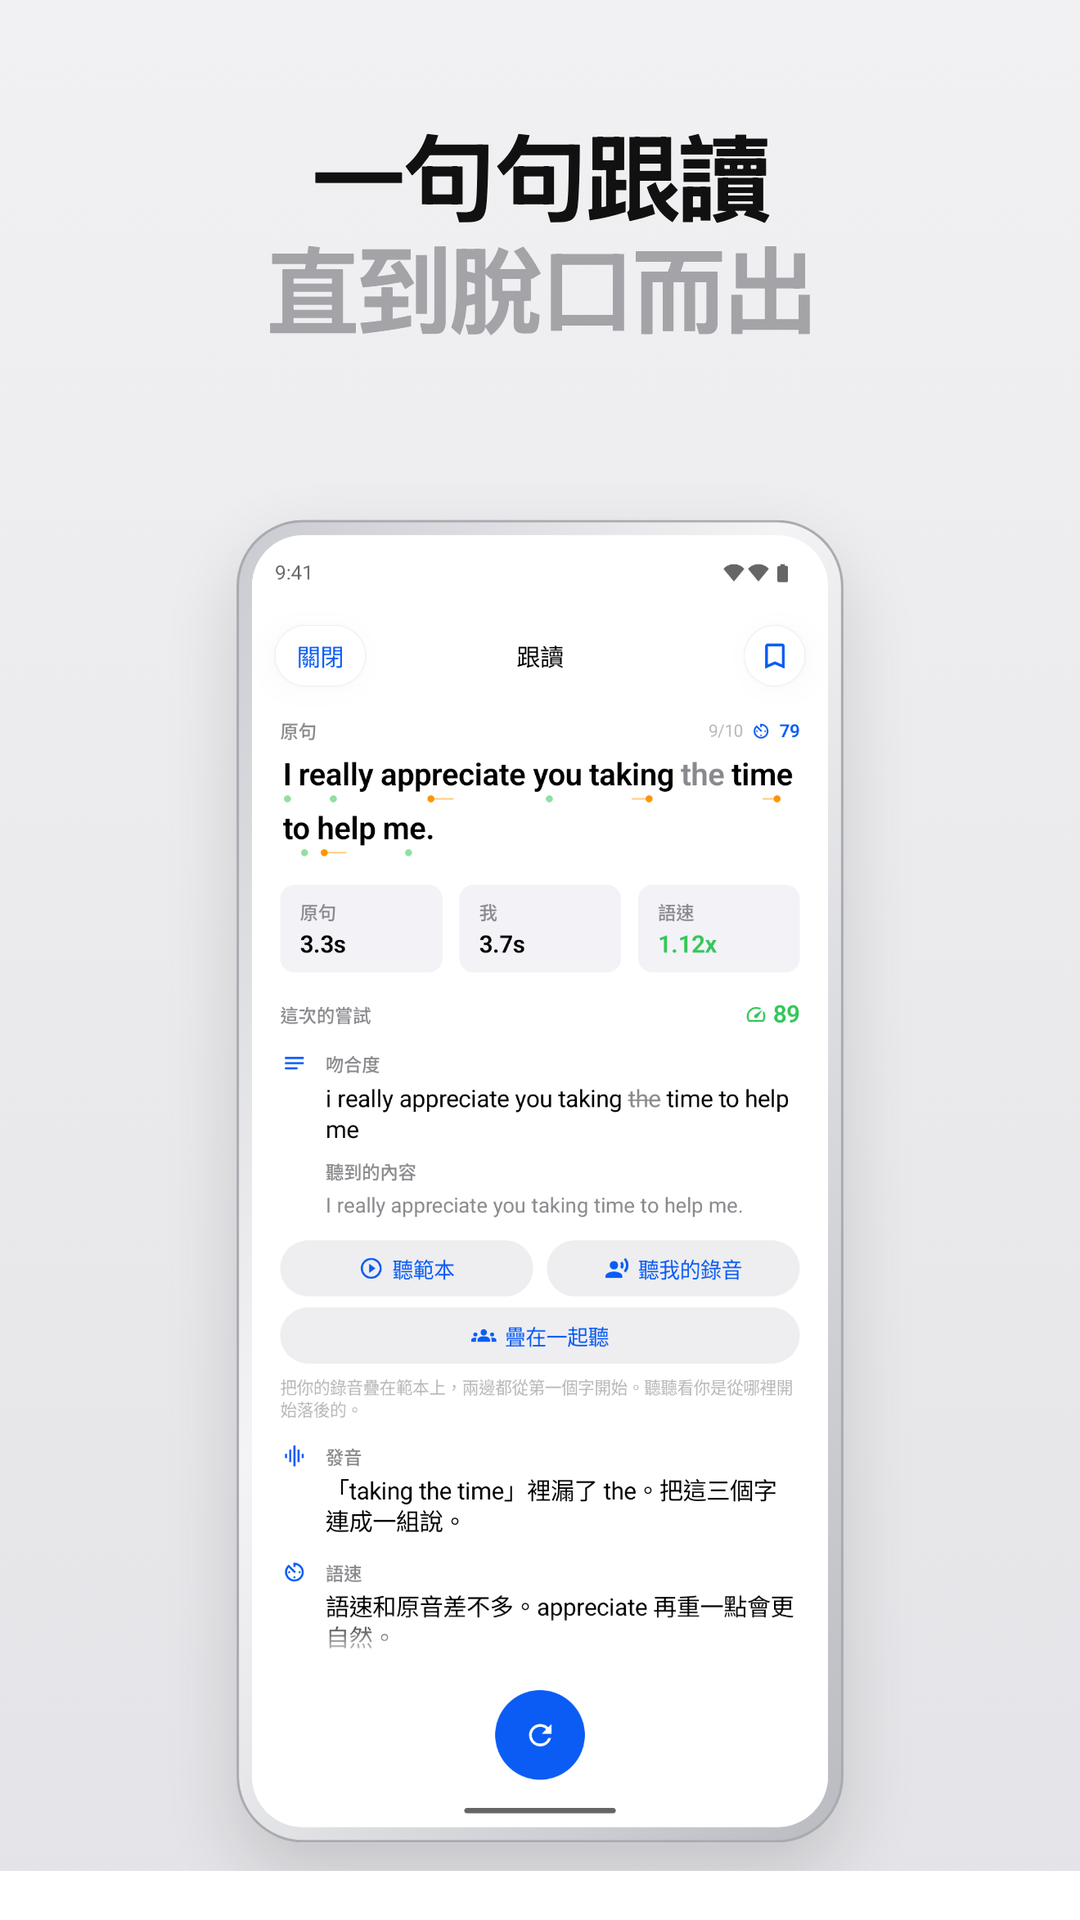 一句句跟讀
直到脫口而出
9:41
關閉
跟讀
原句
9/10 79
I really appreciate you taking the time
to help me.
原句
3.3s
我
3.7s
語速
1.12x
這次的嘗試
89
吻合度
i really appreciate you taking the time to help
me
聽到的內容
I really appreciate you taking time to help me.
聽範本
聽我的錄音
疊在一起聽
把你的錄音疊在範本上，兩邊都從第一個字開始。聽聽看你是從哪裡開
始落後的。
發音
「taking the time」裡漏了 the。把這三個字
連成一組說。
語速
語速和原音差不多。appreciate 再重一點會更
自然。